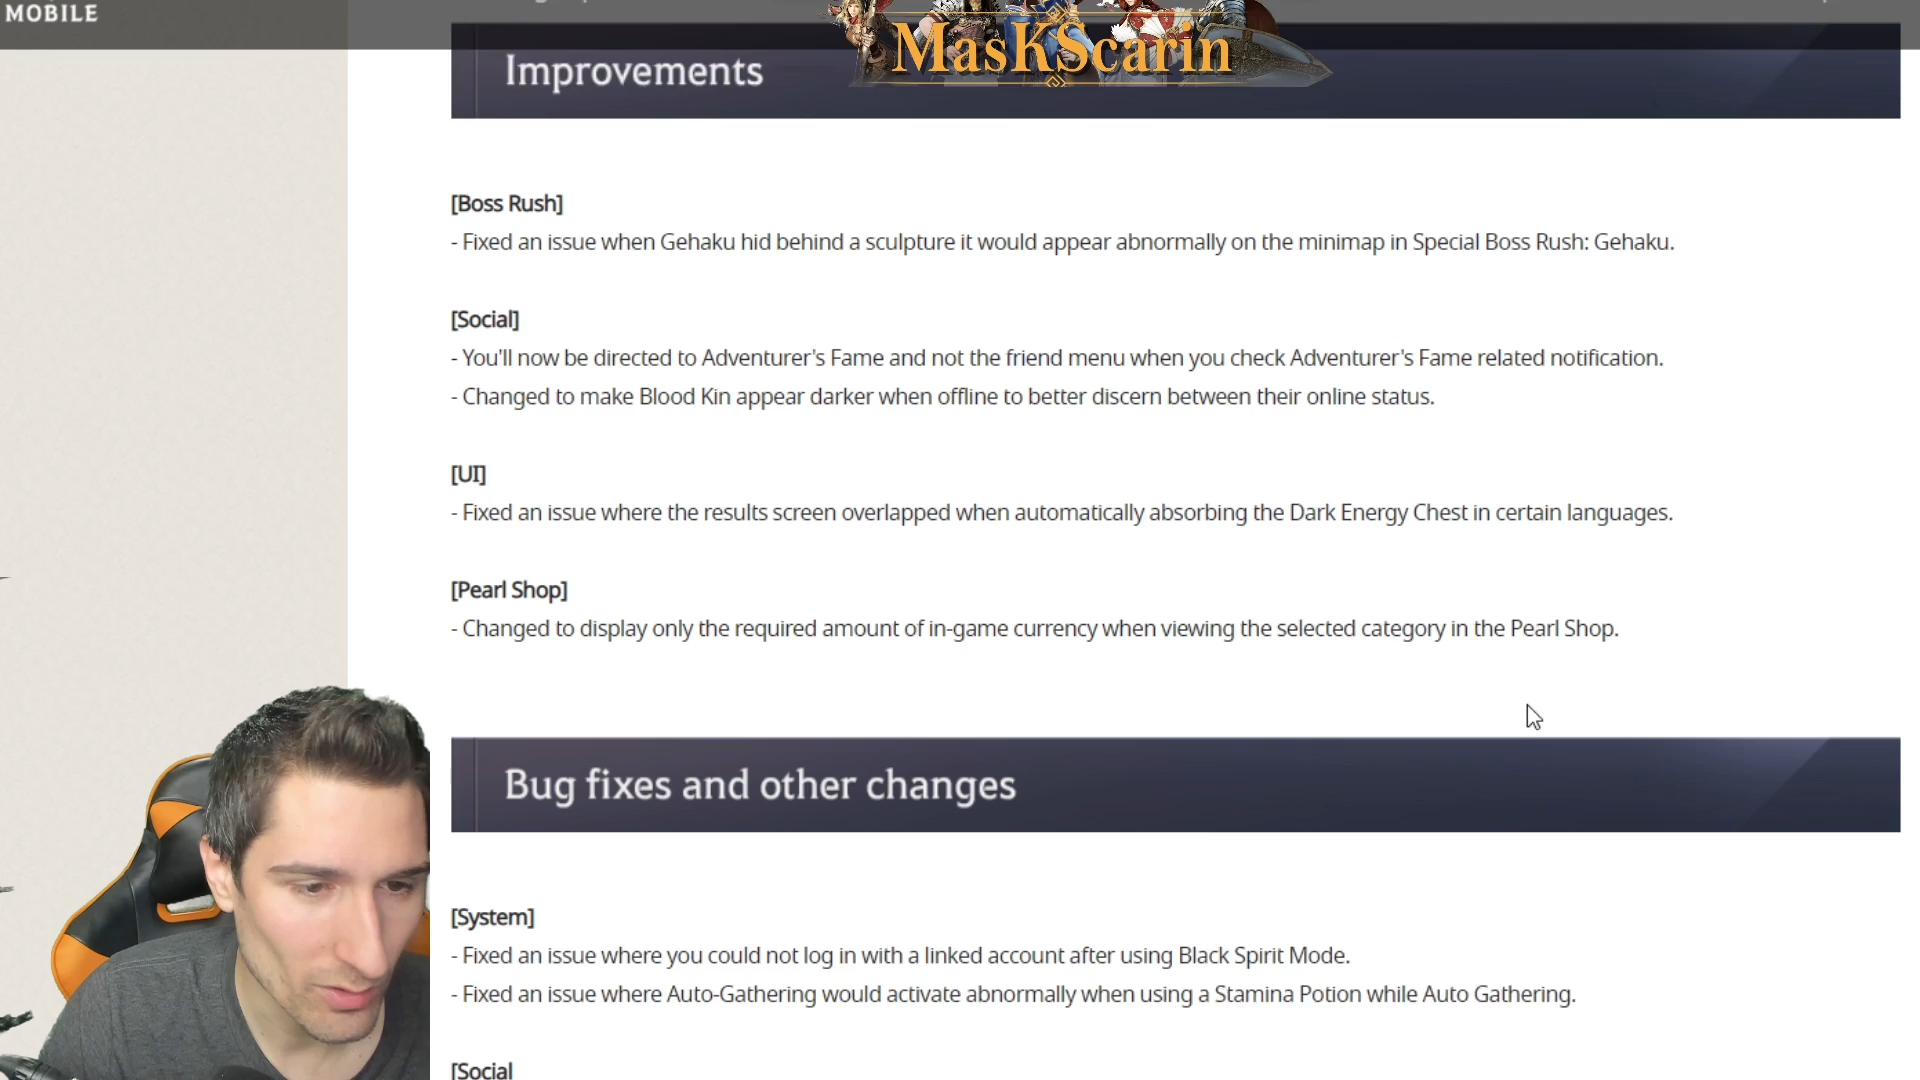 MOBILE
MasKScarin
Improvements
[Boss Rush]
- Fixed an issue when Gehaku hid behind a sculpture it would appear abnormally on the minimap in Special Boss Rush: Gehaku.
[Social]
- You'll now be directed to Adventurer's Fame and not the friend menu when you check Adventurer's Fame related notification.
- Changed to make Blood Kin appear darker when offline to better discern between their online status.
[UI]
- Fixed an issue where the results screen overlapped when automatically absorbing the Dark Energy Chest in certain languages.
[Pearl Shop]
- Changed to display only the required amount of in-game currency when viewing the selected category in the Pearl Shop.
Bug fixes and other changes
[System]
- Fixed an issue where you could not log in with a linked account after using Black Spirit Mode.
- Fixed an issue where Auto-Gathering would activate abnormally when using a Stamina Potion while Auto Gathering.
[Social